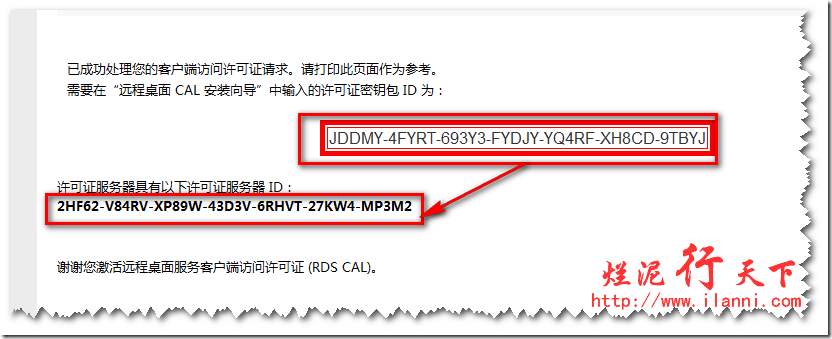 已成功处理您的客户端访问许可证请求。请打印此页面作为参考。
需要在“远程桌面 CAL 安装向导”中输入的许可证密钥包 ID 为：
JDDMY-4FYRT-693Y3-FYDJY-YQ4RF-XH8CD-9TBYJ
许可证服务器具有以下许可证服务器 ID：
2HF62-V84RV-XP89W-43D3V-6RHVT-27KW4-MP3M2
谢谢您激活远程桌面服务客户端访问许可证 (RDS CAL)。
烂泥行天下
http://www.ilanni.com